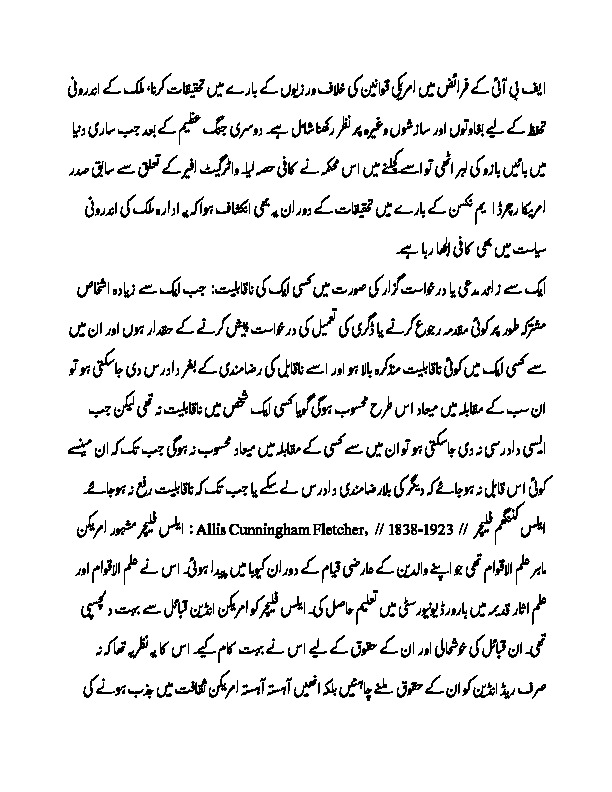 ایف بی آئی کے فرائض میں امریکی قوانین کی خلاف ورزیوں کے بارے میں تحقیقات کرنا، ملک کے اندرونی
تحفظ کے لیے بغاوتوں اور سازشوں وغیرہ پر نظر رکھنا شامل ہے۔ دوسری جنگ عظیم کے بعد جب ساری دنیا
میں بائیں بازو کی لہر اٹھی تو اسے کچلنے میں اس محکمہ نے کافی حصہ لیا۔ واٹر گیٹ افیر کے تعلق سے سابق صدر
امریکا رچرڈ ایم نکسن کے بارے میں تحقیقات کے دوران یہ بھی انکشاف ہوا کہ یہ ادارہ ملک کی اندرونی
سیاست میں بھی کافی الجھا رہا ہے۔
ایک سے زاید مدعی یا درخواست گزار کی صورت میں کسی ایک کی ناقابلیت: جب ایک سے زیادہ اشخاص
مشترکہ طور پر کوئی مقدمہ رجوع کرنے یا ڈگری کی تعمیل کی درخواست پیش کرنے کے حقدار ہوں اور ان میں
سے کسی ایک میں کوئی ناقابلیت متذکرہ بالا ہو اور اسے ناقابل کی رضامندی کے بغیر دادرس دی جاسکتی ہو تو
ان سب کے مقابلہ میں میعاد اس طرح محسوب ہوگی گویا کسی ایک شخص میں ناقابلیت نہ تھی لیکن جب
ایسی دادرسی نہ دی جاسکتی ہو تو ان میں سے کسی کے مقابلہ میں میعاد محسوب نہ ہوگی جب تک کہ ان مینسے
کوئی اس قابل نہ ہوجائے کہ دیگر کی بلارضامندی دادرس لے سکے یا جب تک کہ ناقابلیت رفع نہ ہوجائے۔
ایلس کننگھم فلیچر // Allis Cunningham Fletcher, // 1838-1923 : ایلس فلیچر مشہور امریکن
ماہر علم الاقوام تھی جو اپنے والدین کے عارضی قیام کے دوران کیوبا میں پیدا ہوئی۔ اس نے علم الاقوام اور
علم اثار قدیمہ میں ہارورڈ یونیورسٹی میں تعلیم حاصل کی۔ ایلس فلیچر کو امریکن انڈین قبائل سے بہت دلچسپی
تھی۔ ان قبائل کی خوشحالی اور ان کے حقوق کے لیے اس نے بہت کام کیے۔ اس کا یہ نظریہ تھا کہ نہ
صرف ریڈ انڈین کو ان کے حقوق ملنے چاہئیں بلکہ انھیں آہستہ آہستہ امریکن ثقافت میں جذب ہونے کی